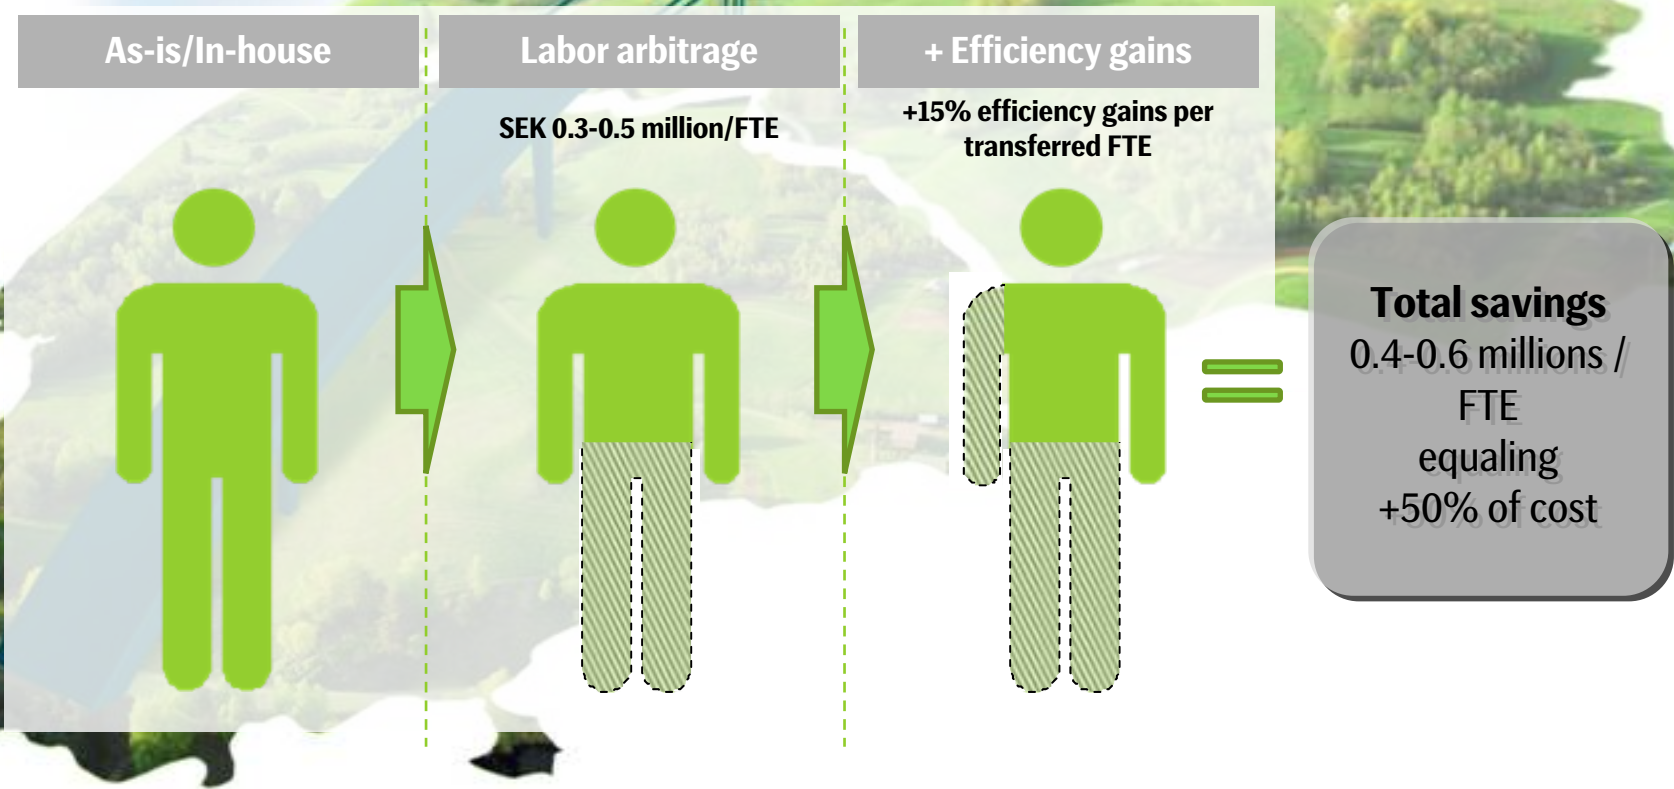 As-is/In-house
Labor arbitrage
+ Efficiency gains
SEK 0.3-0.5 million/FTE
+15% efficiency gains per
transferred FTE
Total savings
0.4-0.6 millions /
FTE
equaling
+50% of cost